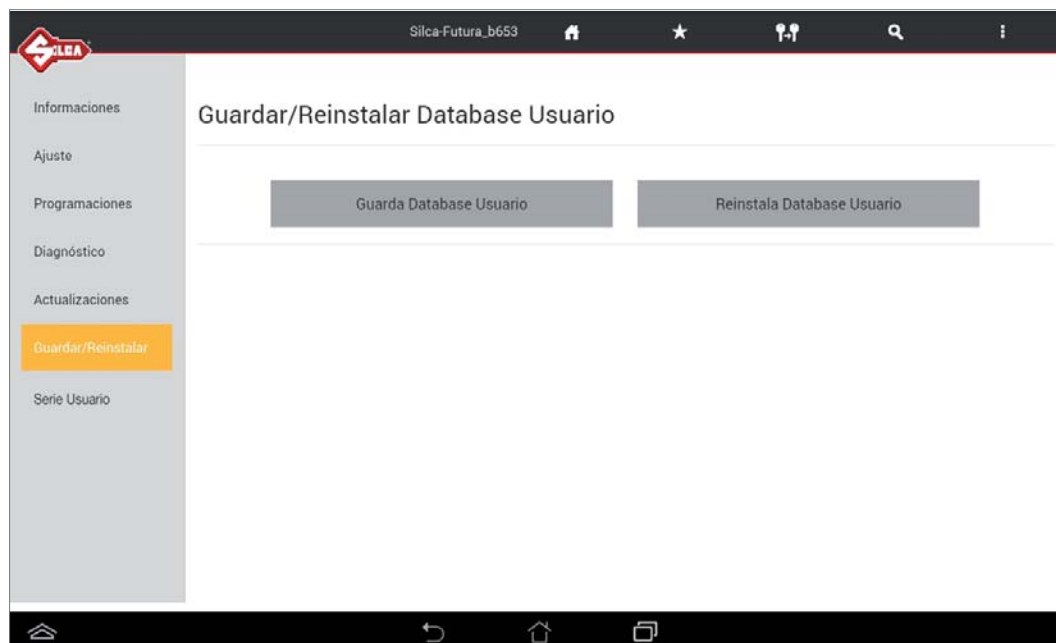 Silca-Futura_b653
SILCA
Informaciones
Ajuste
Programaciones
Diagnóstico
Actualizaciones
Guardar/Reinstalar
Serie Usuario
Guardar/Reinstalar Database Usuario
Guarda Database Usuario
Reinstala Database Usuario